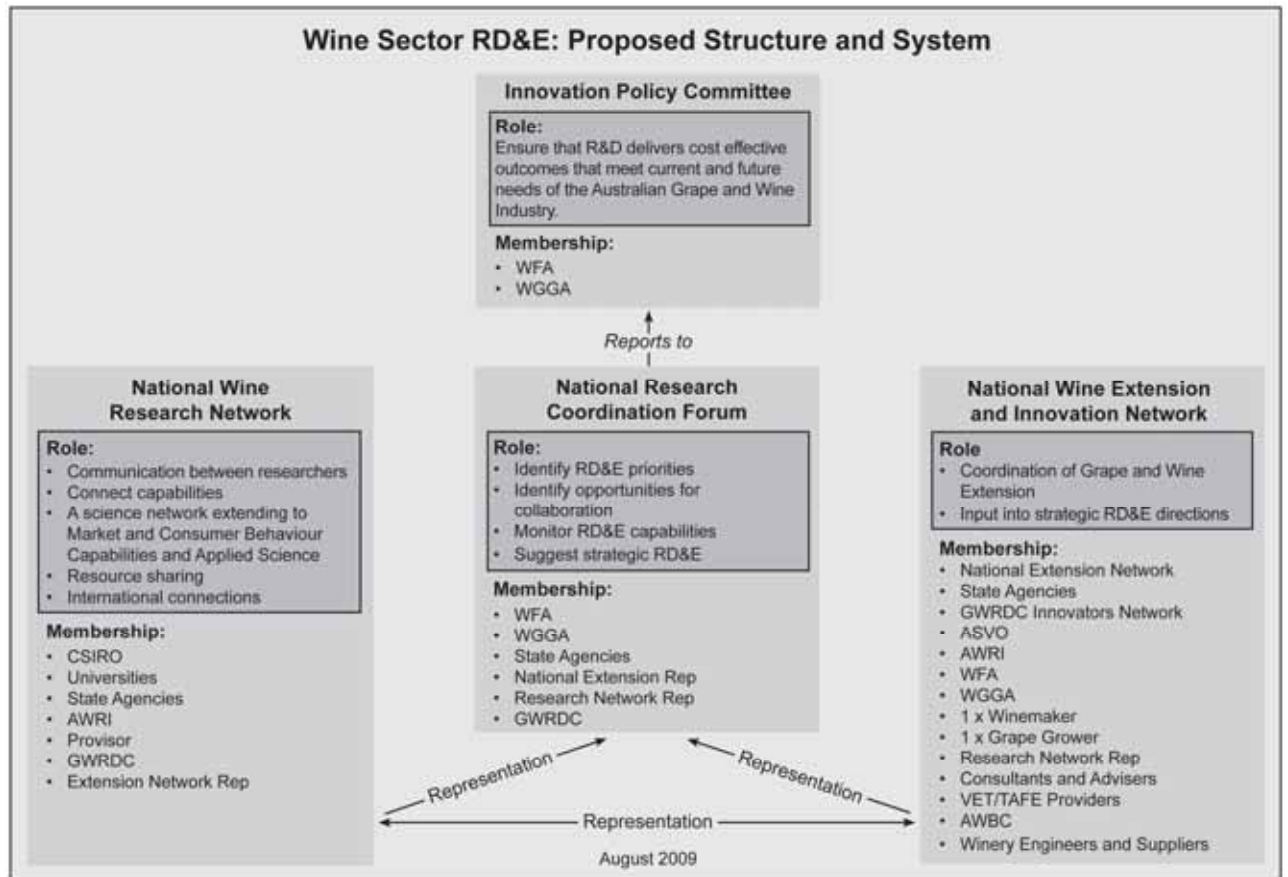 Wine Sector RD&E: Proposed Structure and System
Innovation Policy Committee
Role:
Ensure that R&D delivers cost effective
outcomes that meet current and future
needs of the Australian Grape and Wine
Industry.
Membership:
• WFA
• WGGA
Reports to
National Wine
Research Network
Role:
• Communication between researchers
• Connect capabilities
• A science network extending to
Market and Consumer Behaviour
Capabilities and Applied Science
• Resource sharing
• International connections
Membership:
• CSIRO
• Universities
• State Agencies
• AWRI
• Provisor
• GWRDC
• Extension Network Rep
National Research
Coordination Forum
Role:
• Identify RD&E priorities
• Identify opportunities for
collaboration
• Monitor RD&E capabilities
• Suggest strategic RD&E
Membership:
• WFA
• WGGA
• State Agencies
• National Extension Rep
• Research Network Rep
• GWRDC
National Wine Extension
and Innovation Network
Role
• Coordination of Grape and Wine
Extension
• Input into strategic RD&E directions
Membership:
• National Extension Network
• State Agencies
• GWRDC Innovators Network
- ASVO
• AWRI
• WFA
• WGGA
• 1 x Winemaker
• 1 x Grape Grower
• Research Network Rep
• Consultants and Advisers
• VET/TAFE Providers
• AWBC
• Winery Engineers and Suppliers
Representation
Representation
Representation
August 2009